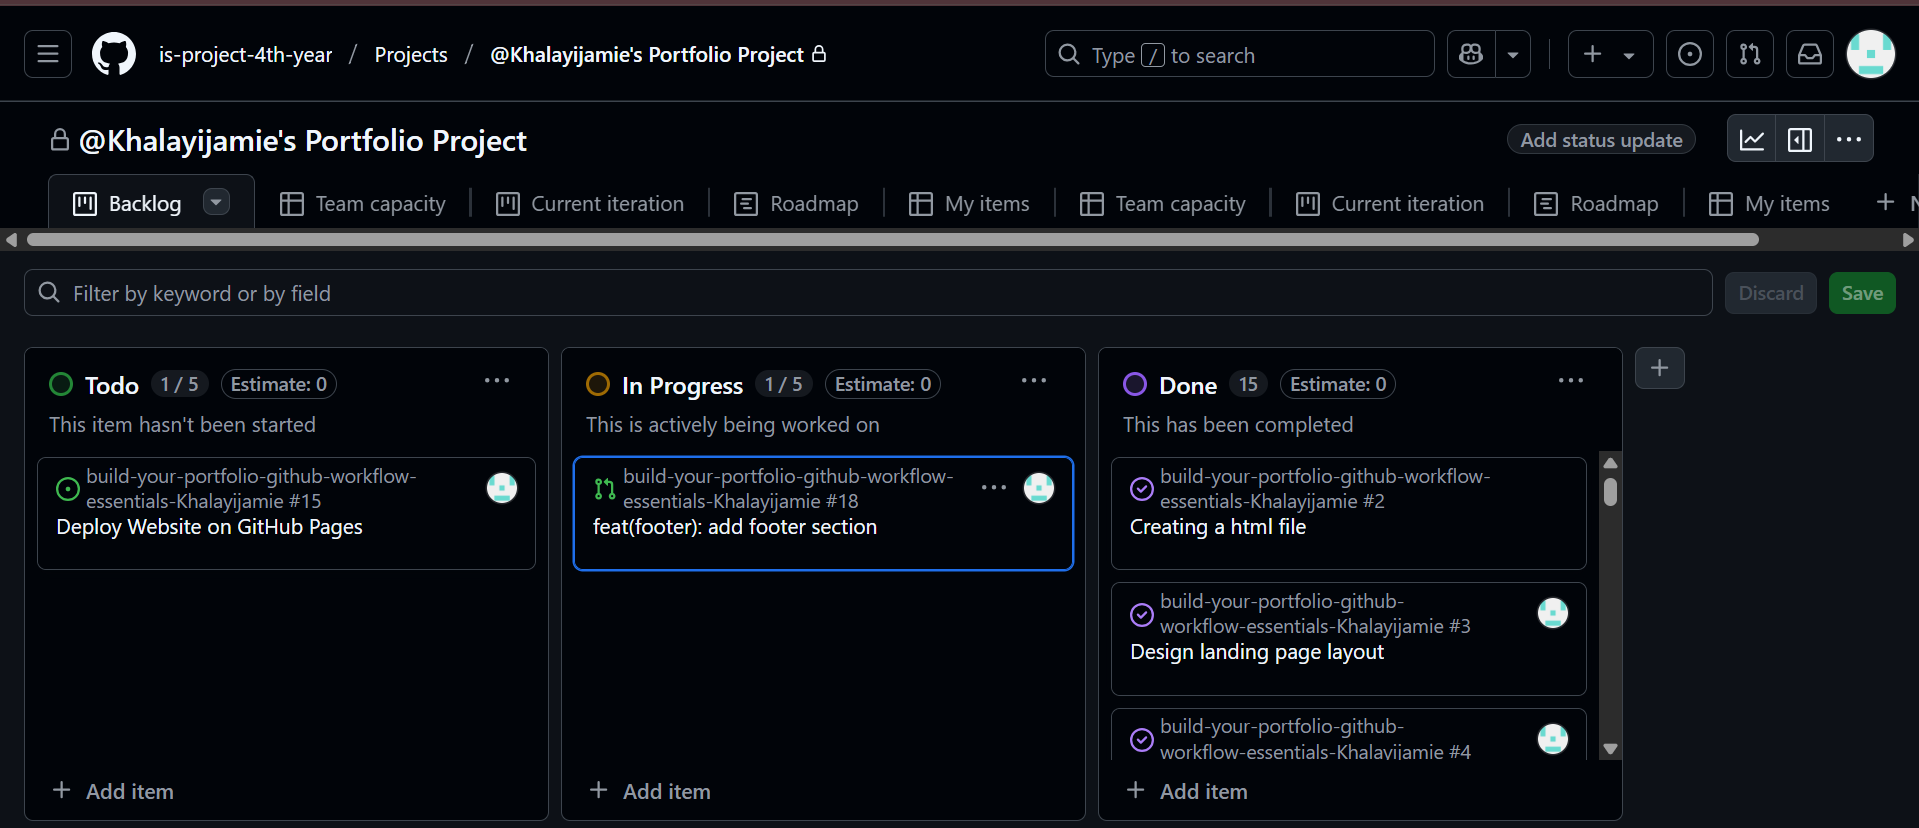 is-project-4th-year / Projects / @Khalayijamie's Portfolio Project
Type / to search
@Khalayijamie's Portfolio Project
Add status update
Backlog
Team capacity
Current iteration
Roadmap
My items
Team capacity
Current iteration
Roadmap
My items
Filter by keyword or by field
Discard
Save
Todo 1 / 5 Estimate: 0
This item hasn't been started
build-your-portfolio-github-workflow-
essentials-Khalayijamie #15
Deploy Website on GitHub Pages
Add item
In Progress 1 / 5 Estimate: 0
This is actively being worked on
build-your-portfolio-github-workflow-
essentials-Khalayijamie #18
feat(footer): add footer section
Add item
Done 15 Estimate: 0
This has been completed
build-your-portfolio-github-workflow-
essentials-Khalayijamie #2
Creating a html file
build-your-portfolio-github-
workflow-essentials-Khalayijamie #3
Design landing page layout
build-your-portfolio-github-
workflow-essentials-Khalayijamie #4
Add item